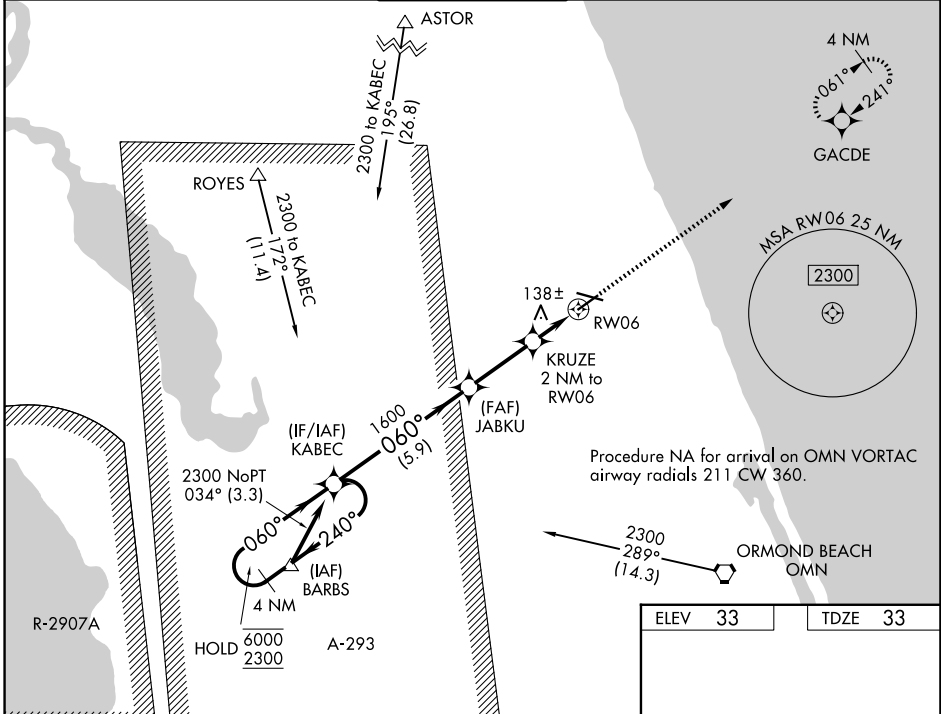 ASTOR
2300 to KABEC
195°
(26.8)
4 NM
061°
241°
GACDE
ROYES
2300 to KABEC
172°
(11.4)
MSA RW06 25 NM
2300
138±
RW06
KRUZE
2 NM to
RW06
(FAF)
JABKU
1600
060°
(5.9)
(IF/IAF)
KABEC
2300 NoPT
034° (3.3)
Procedure NA for arrival on OMN VORTAC
airway radials 211 CW 360.
060°
240°
2300
289°
(14.3)
ORMOND BEACH
OMN
(IAF)
BARBS
4 NM
R-2907A
HOLD
6000
2300
A-293
ELEV 33
TDZE 33